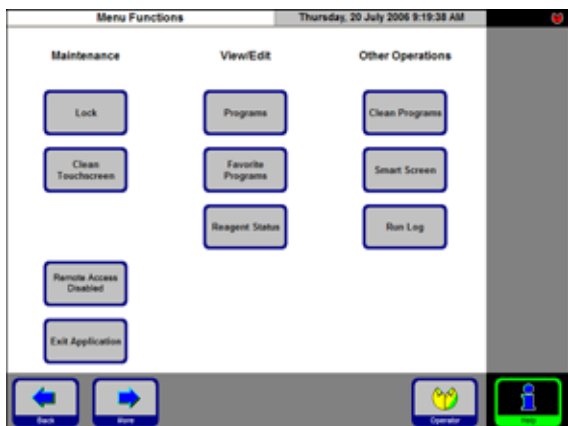 Menu Functions
Thursday, 20 July 2006 9:19:38 AM
Maintenance
View/Edit
Other Operations
Lock
Programs
Clean Programs
Clean
Touchscreen
Favorite
Programs
Smart Screen
Reagent Status
Run Log
Remote Access
Disabled
Exit Application
Back
More
Operator
Help